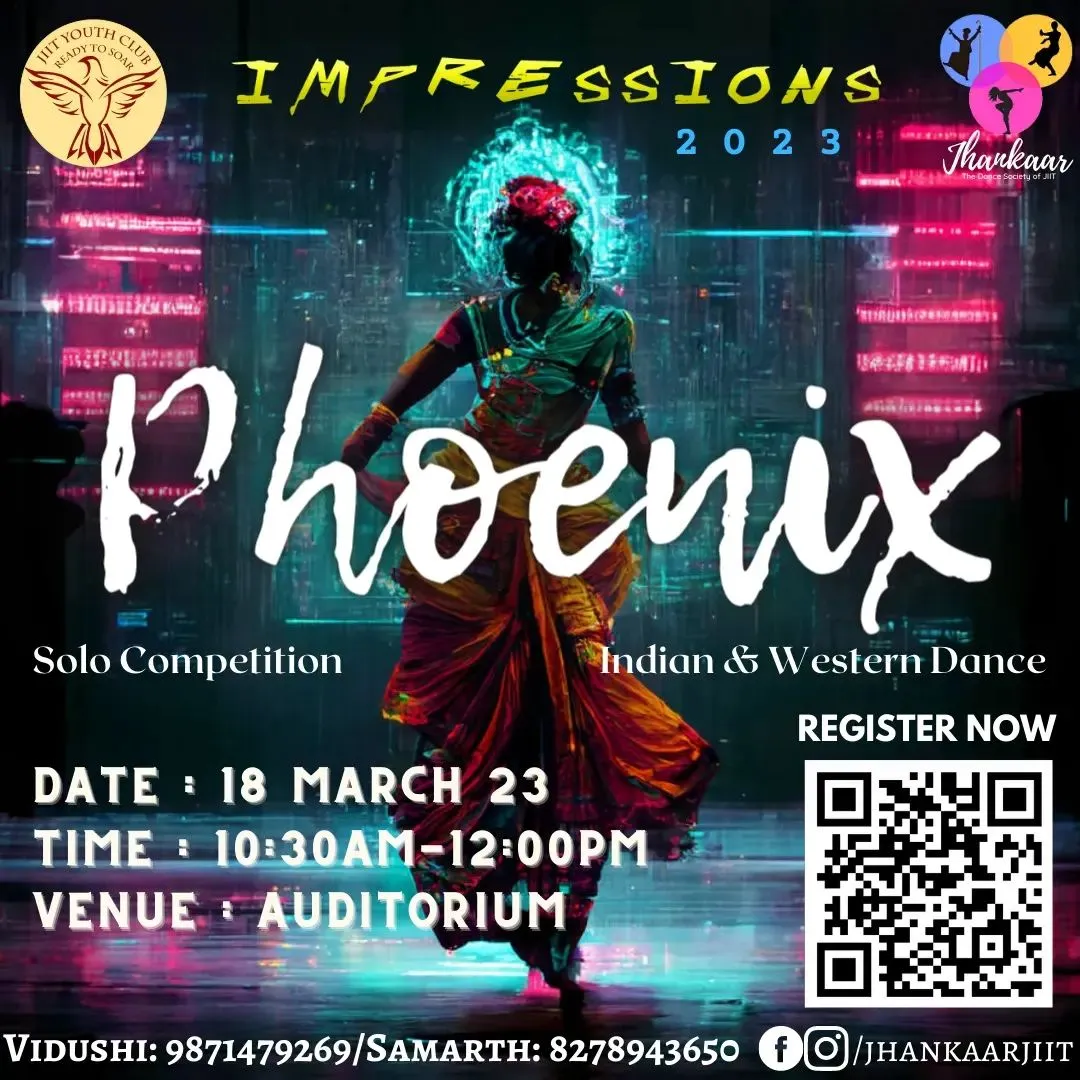 JIIT YOUTH CLUB
READY TO SOAR
IMPRESSIONS
2023
Jhankaar
The Dance Society of JIIT
Phoenix
Solo Competition
Indian & Western Dance
REGISTER NOW
DATE : 18 MARCH 23
TIME : 10:30AM-12:00PM
VENUE : AUDITORIUM
VIDUSHI: 9871479269/SAMARTH: 8278943650
/JHANKAARJIIT